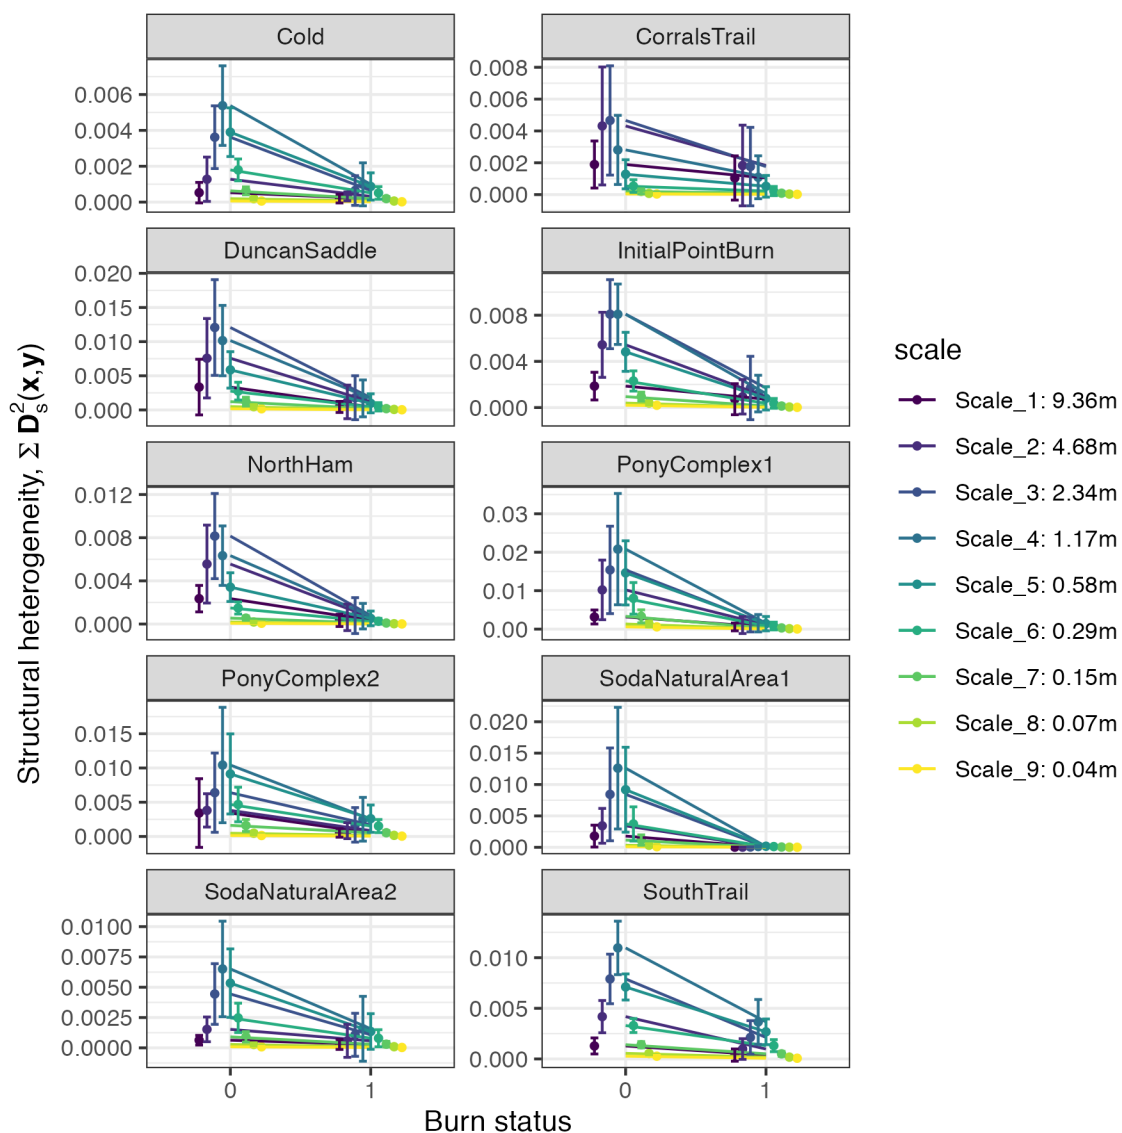 Cold
CorralsTrail
0.006
0.004
0.002
0.000
0.008
0.006
0.004
0.002
0.000
DuncanSaddle
InitialPointBurn
0.020
0.015
0.010
0.005
0.000
0.008
0.004
0.000
NorthHam
PonyComplex1
0.012
0.008
0.004
0.000
0.03
0.02
0.01
0.00
PonyComplex2
SodaNaturalArea1
0.015
0.010
0.005
0.000
0.020
0.015
0.010
0.005
0.000
SodaNaturalArea2
SouthTrail
0.0100
0.0075
0.0050
0.0025
0.0000
0.010
0.005
0.000
0 1
0 1
Burn status
Structural heterogeneity, Σ D²ₛ(x,y)
scale
Scale_1: 9.36m
Scale_2: 4.68m
Scale_3: 2.34m
Scale_4: 1.17m
Scale_5: 0.58m
Scale_6: 0.29m
Scale_7: 0.15m
Scale_8: 0.07m
Scale_9: 0.04m